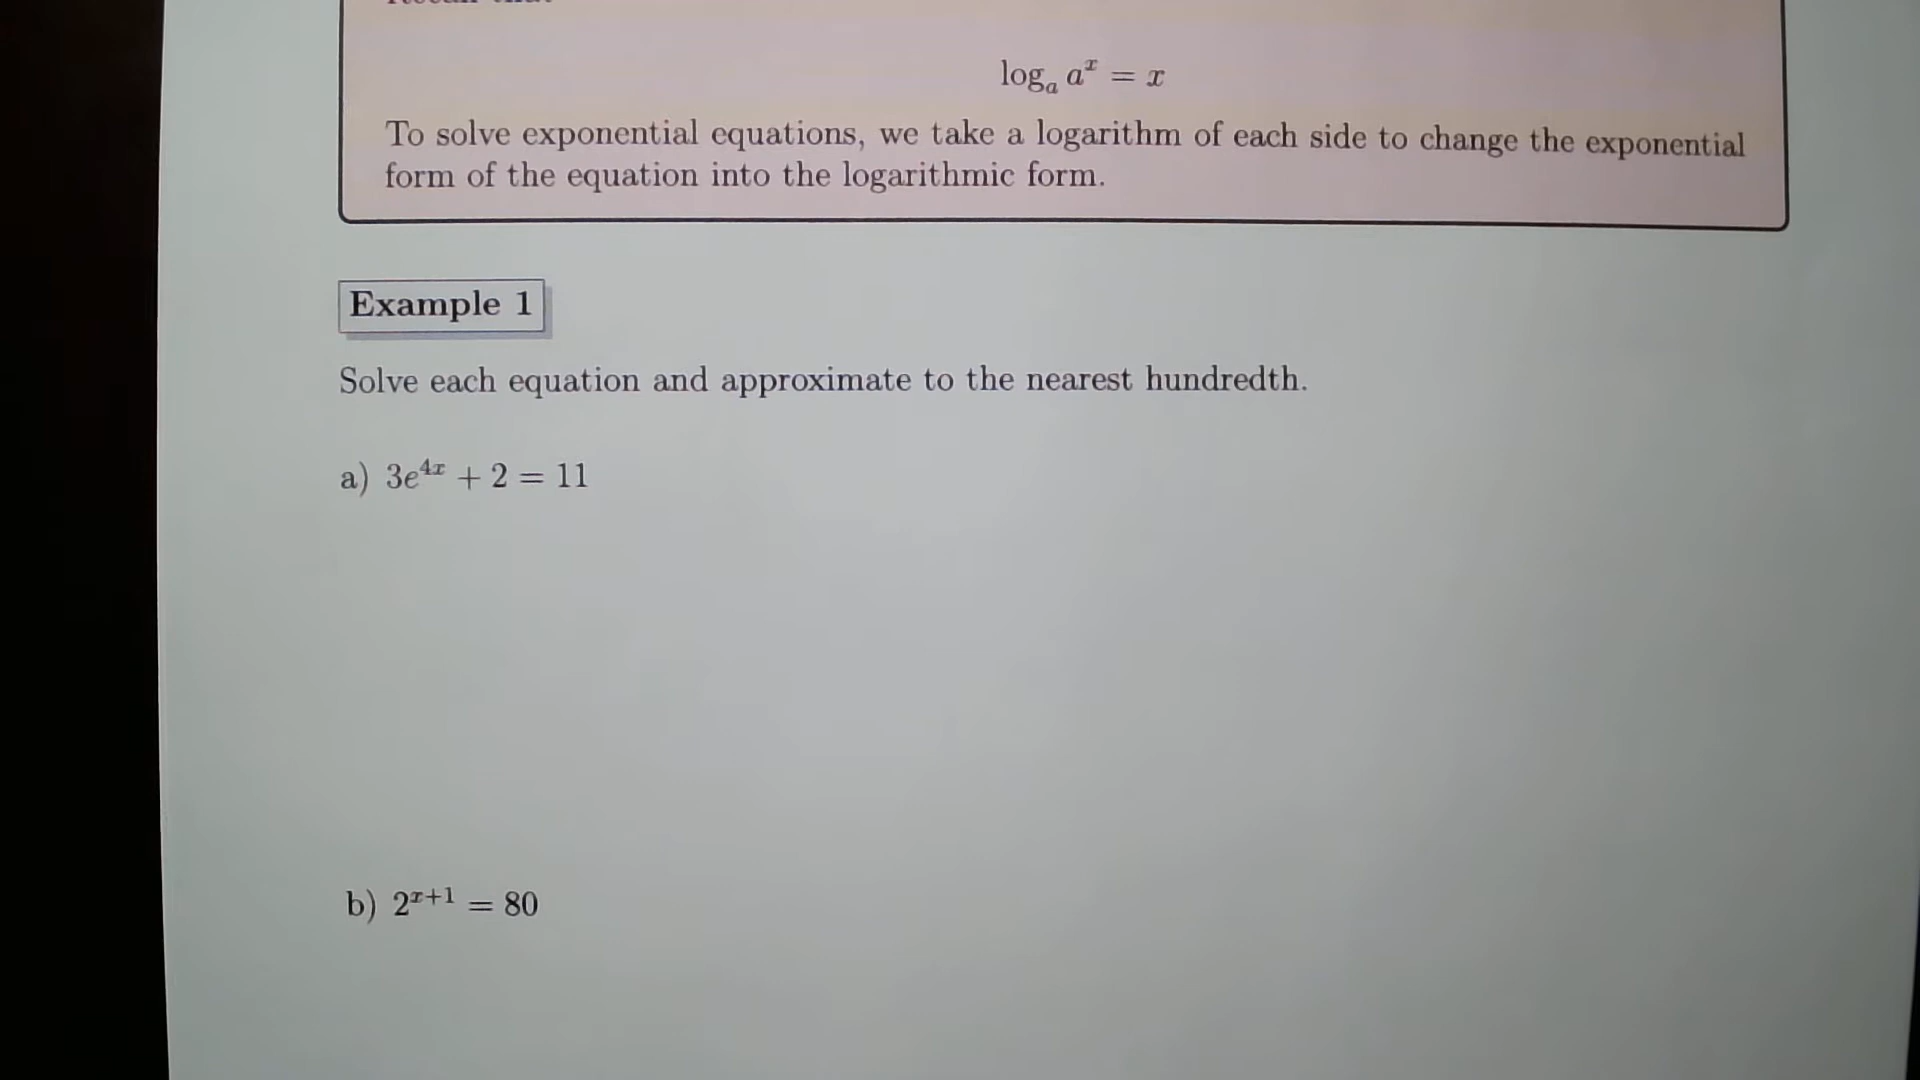 log_a a^x = x
To solve exponential equations, we take a logarithm of each side to change the exponential
form of the equation into the logarithmic form.
Example 1
Solve each equation and approximate to the nearest hundredth.
a) 3e^{4x} + 2 = 11
b) 2^{x+1} = 80